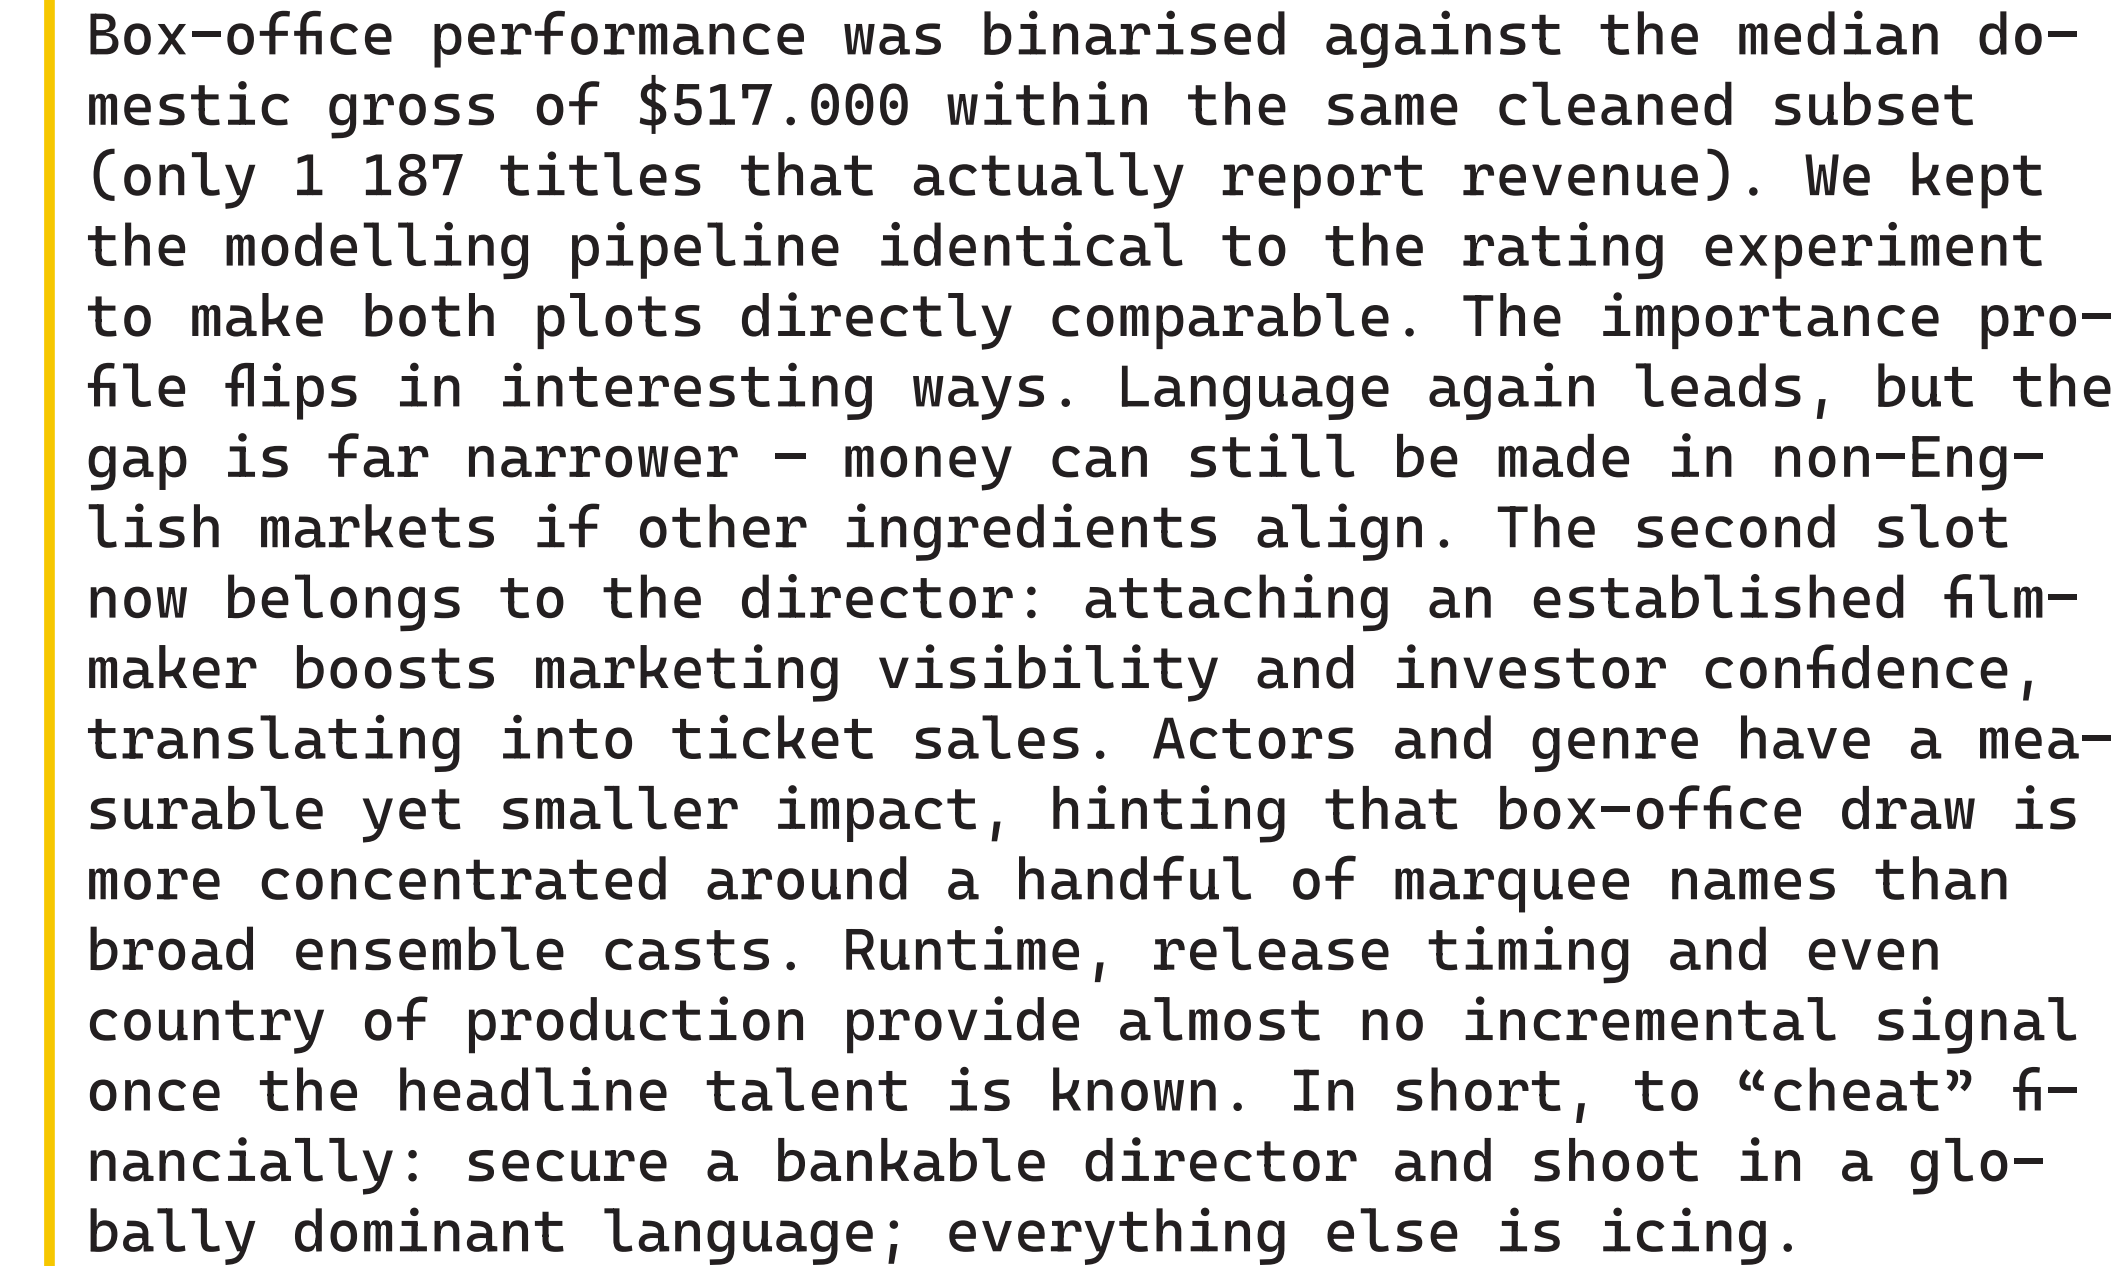 Box-office performance was binarised against the median do-
mestic gross of $517.000 within the same cleaned subset
(only 1 187 titles that actually report revenue). We kept
the modelling pipeline identical to the rating experiment
to make both plots directly comparable. The importance pro-
file flips in interesting ways. Language again leads, but the
gap is far narrower – money can still be made in non-Eng-
lish markets if other ingredients align. The second slot
now belongs to the director: attaching an established film-
maker boosts marketing visibility and investor confidence,
translating into ticket sales. Actors and genre have a mea-
surable yet smaller impact, hinting that box-office draw is
more concentrated around a handful of marquee names than
broad ensemble casts. Runtime, release timing and even
country of production provide almost no incremental signal
once the headline talent is known. In short, to “cheat” fi-
nancially: secure a bankable director and shoot in a glo-
bally dominant language; everything else is icing.